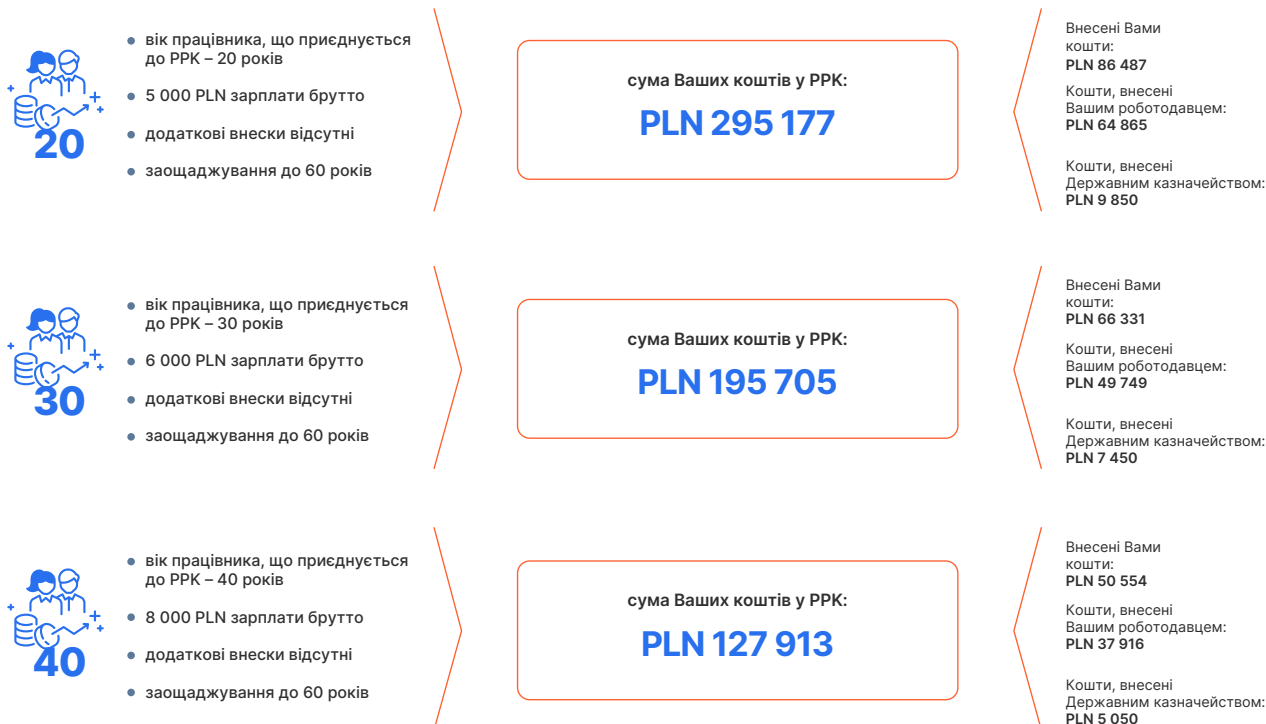 20
вік працівника, що приєднується
до PPK – 20 років
5 000 PLN зарплати брутто
додаткові внески відсутні
заощаджування до 60 років
сума Ваших коштів у PPK:
PLN 295 177
Внесені Вами
кошти:
PLN 86 487
Кошти, внесені
Вашим роботодавцем:
PLN 64 865
Кошти, внесені
Державним казначейством:
PLN 9 850
30
вік працівника, що приєднується
до PPK – 30 років
6 000 PLN зарплати брутто
додаткові внески відсутні
заощаджування до 60 років
сума Ваших коштів у PPK:
PLN 195 705
Внесені Вами
кошти:
PLN 66 331
Кошти, внесені
Вашим роботодавцем:
PLN 49 749
Кошти, внесені
Державним казначейством:
PLN 7 450
40
вік працівника, що приєднується
до PPK – 40 років
8 000 PLN зарплати брутто
додаткові внески відсутні
заощаджування до 60 років
сума Ваших коштів у PPK:
PLN 127 913
Внесені Вами
кошти:
PLN 50 554
Кошти, внесені
Вашим роботодавцем:
PLN 37 916
Кошти, внесені
Державним казначейством:
PLN 5 050